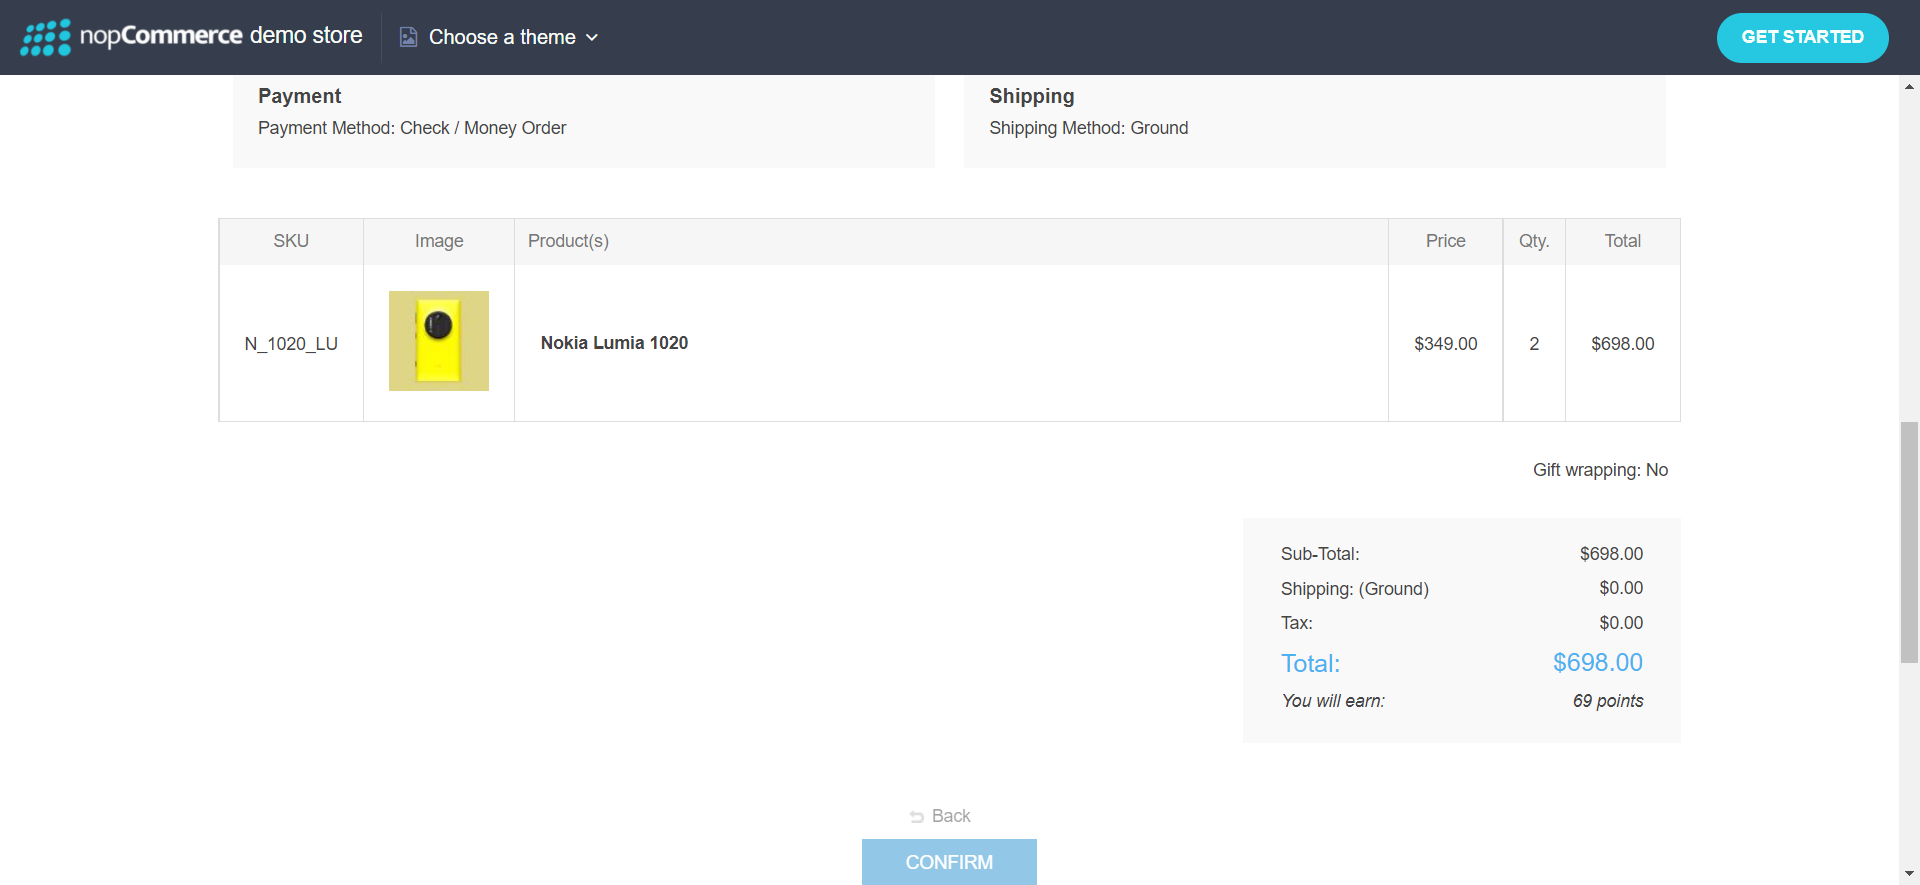 nopCommerce demo store
Choose a theme
GET STARTED
Payment
Payment Method: Check / Money Order
Shipping
Shipping Method: Ground
SKU Image Product(s) Price Qty. Total
N_1020_LU Nokia Lumia 1020 $349.00 2 $698.00
Gift wrapping: No
Sub-Total: $698.00
Shipping: (Ground) $0.00
Tax: $0.00
Total: $698.00
You will earn: 69 points
Back
CONFIRM